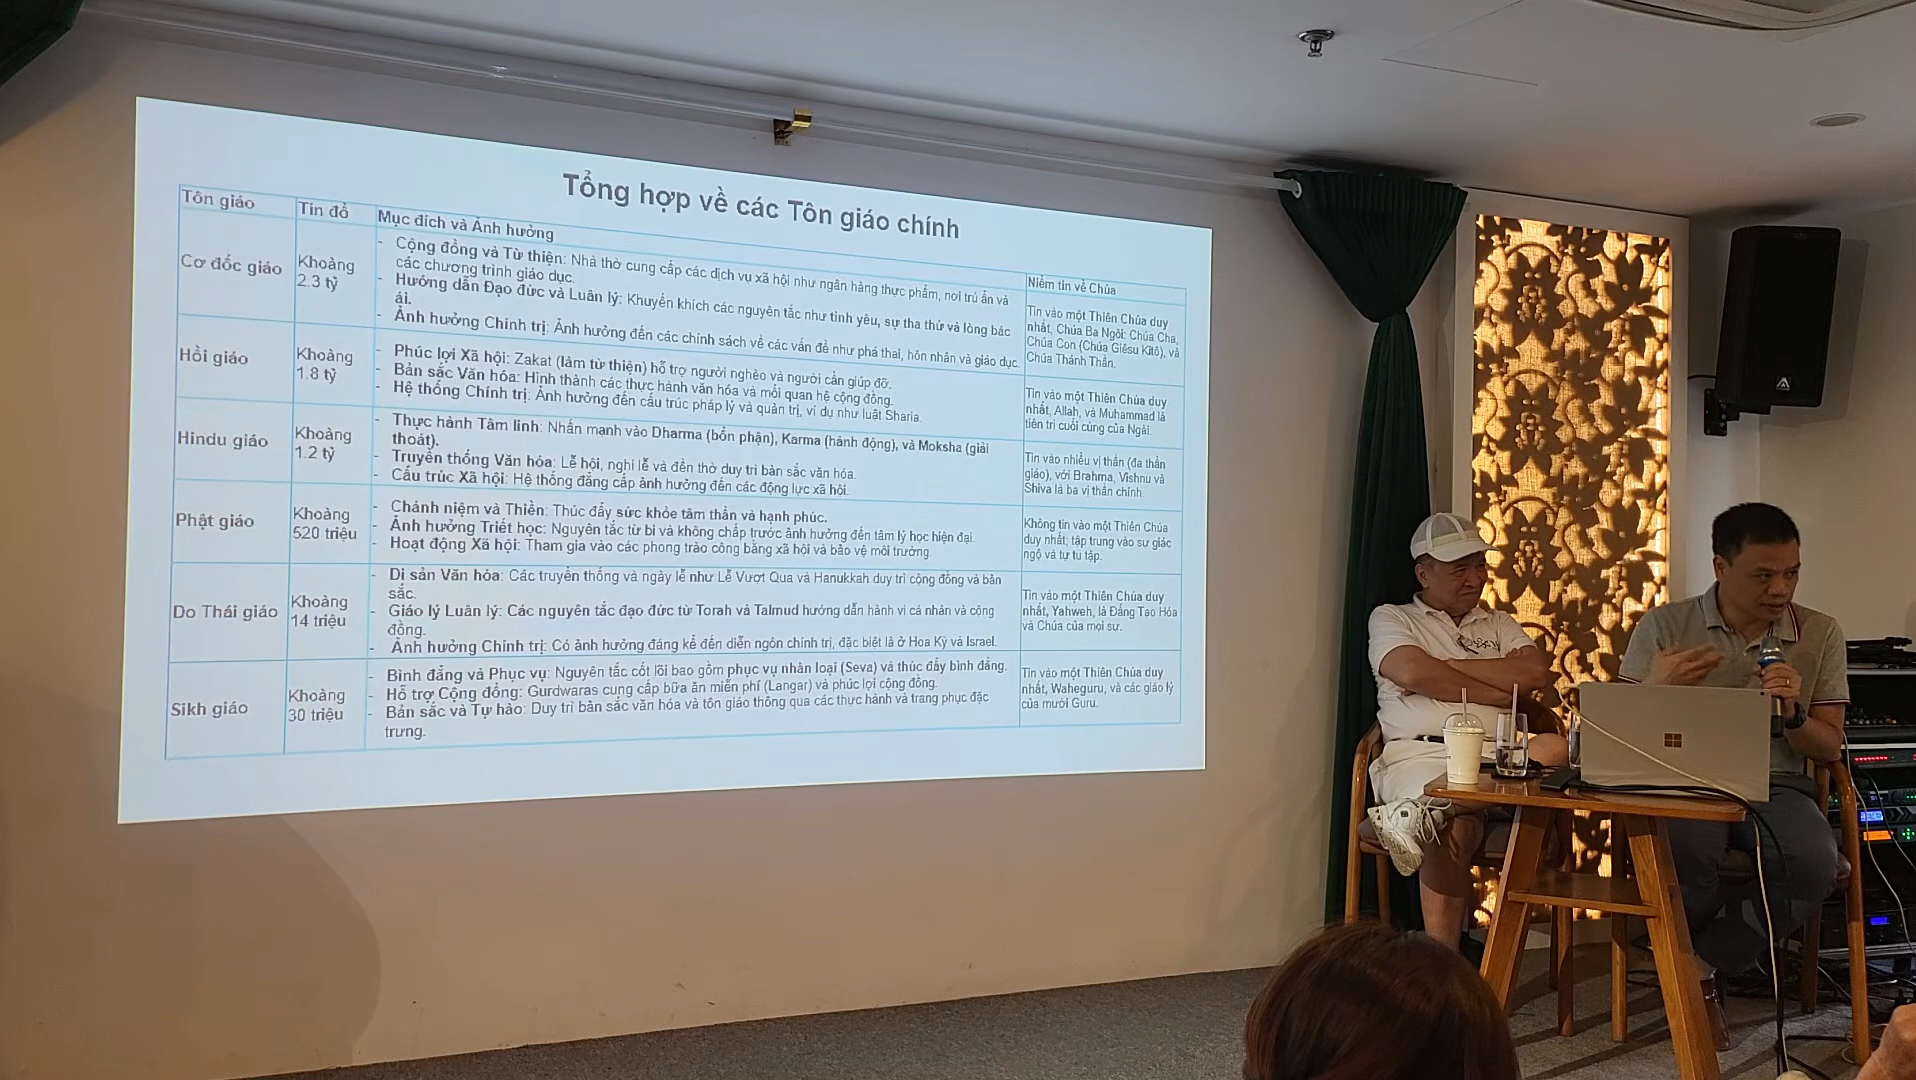 Tổng hợp về các Tôn giáo chính
Tôn giáo
Tín đồ
Mục đích và Ảnh hưởng
Niềm tin về Chúa
Cơ đốc giáo
Khoảng
2.3 tỷ
- Cộng đồng và Từ thiện: Nhà thờ cung cấp các dịch vụ xã hội như ngân hàng thực phẩm, nơi trú ẩn và
các chương trình giáo dục.
- Hướng dẫn Đạo đức và Luân lý: Khuyến khích các nguyên tắc như tình yêu, sự tha thứ và lòng bác
ái.
- Ảnh hưởng Chính trị: Ảnh hưởng đến các chính sách về các vấn đề như phá thai, hôn nhân và giáo dục.
Tin vào một Thiên Chúa duy
nhất, Chúa Ba Ngôi: Chúa Cha,
Chúa Con (Chúa Giêsu Kitô), và
Chúa Thánh Thần.
Hồi giáo
Khoảng
1.8 tỷ
- Phúc lợi Xã hội: Zakat (làm từ thiện) hỗ trợ người nghèo và người cần giúp đỡ.
- Bản sắc Văn hóa: Hình thành các thực hành văn hóa và mối quan hệ cộng đồng.
- Hệ thống Chính trị: Ảnh hưởng đến cấu trúc pháp lý và quản trị, ví dụ như luật Sharia.
Tin vào một Thiên Chúa duy
nhất, Allah, và Muhammad là
tiên tri cuối cùng của Ngài.
Hindu giáo
Khoảng
1.2 tỷ
- Thực hành Tâm linh: Nhấn mạnh vào Dharma (bổn phận), Karma (hành động), và Moksha (giải
thoát).
- Truyền thống Văn hóa: Lễ hội, nghi lễ và đền thờ duy trì bản sắc văn hóa.
- Cấu trúc Xã hội: Hệ thống đẳng cấp ảnh hưởng đến các động lực xã hội.
Tin vào nhiều vị thần (đa thần
giáo), với Brahma, Vishnu và
Shiva là ba vị thần chính.
Phật giáo
Khoảng
520 triệu
- Chánh niệm và Thiền: Thúc đẩy sức khỏe tâm thần và hạnh phúc.
- Ảnh hưởng Triết học: Nguyên tắc từ bi và không chấp trước ảnh hưởng đến tâm lý học hiện đại.
- Hoạt động Xã hội: Tham gia vào các phong trào công bằng xã hội và bảo vệ môi trường.
Không tin vào một Thiên Chúa
duy nhất, tập trung vào sự giác
ngộ và tự tu tập.
Do Thái giáo
Khoảng
14 triệu
- Di sản Văn hóa: Các truyền thống và ngày lễ như Lễ Vượt Qua và Hanukkah duy trì cộng đồng và bản
sắc.
- Giáo lý Luân lý: Các nguyên tắc đạo đức từ Torah và Talmud hướng dẫn hành vi cá nhân và cộng
đồng.
- Ảnh hưởng Chính trị: Có ảnh hưởng đáng kể đến diễn ngôn chính trị, đặc biệt là ở Hoa Kỳ và Israel.
Tin vào một Thiên Chúa duy
nhất, Yahweh, là Đấng Tạo Hóa
và Chúa của mọi sự.
Sikh giáo
Khoảng
30 triệu
- Bình đẳng và Phục vụ: Nguyên tắc cốt lõi bao gồm phục vụ nhân loại (Seva) và thúc đẩy bình đẳng.
- Hỗ trợ Cộng đồng: Gurdwaras cung cấp bữa ăn miễn phí (Langar) và phúc lợi cộng đồng.
- Bản sắc và Tự hào: Duy trì bản sắc văn hóa và tôn giáo thông qua các thực hành và trang phục đặc
trưng.
Tin vào một Thiên Chúa duy
nhất, Waheguru, và các giáo lý
của mười Guru.